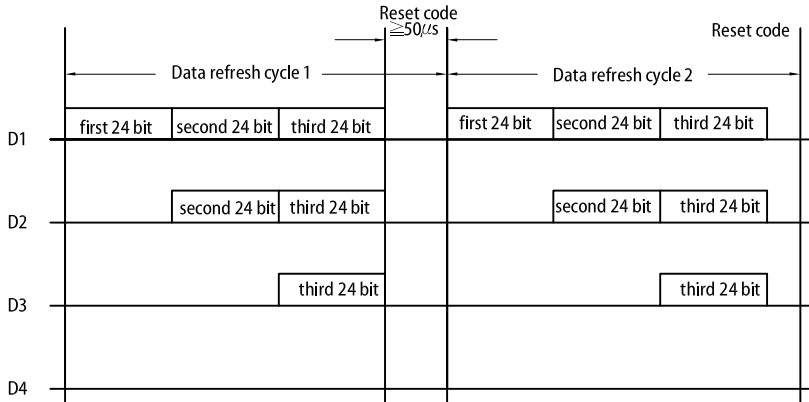 Reset code
≧50μs
Reset code
Data refresh cycle 1
Data refresh cycle 2
D1 first 24 bit second 24 bit third 24 bit first 24 bit second 24 bit third 24 bit
D2 second 24 bit third 24 bit second 24 bit third 24 bit
D3 third 24 bit third 24 bit
D4